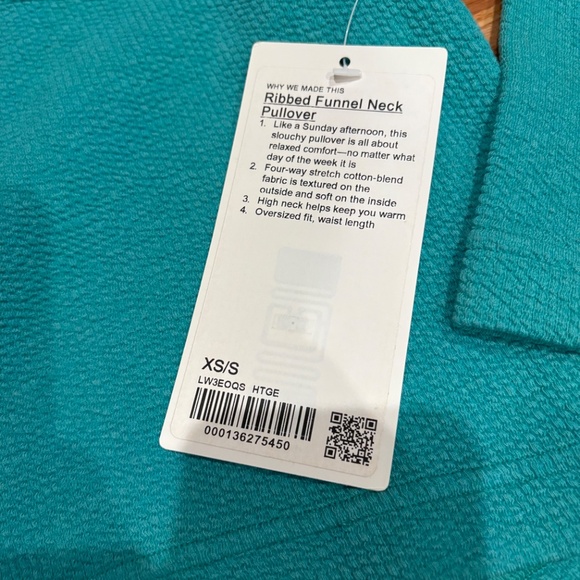 WHY WE MADE THIS
Ribbed Funnel Neck
Pullover
1. Like a Sunday afternoon, this
slouchy pullover is all about
relaxed comfort—no matter what
day of the week it is
2. Four-way stretch cotton-blend
fabric is textured on the
outside and soft on the inside
3. High neck helps keep you warm
4. Oversized fit, waist length
XS/S
LW3EOQS HTGE
000136275450